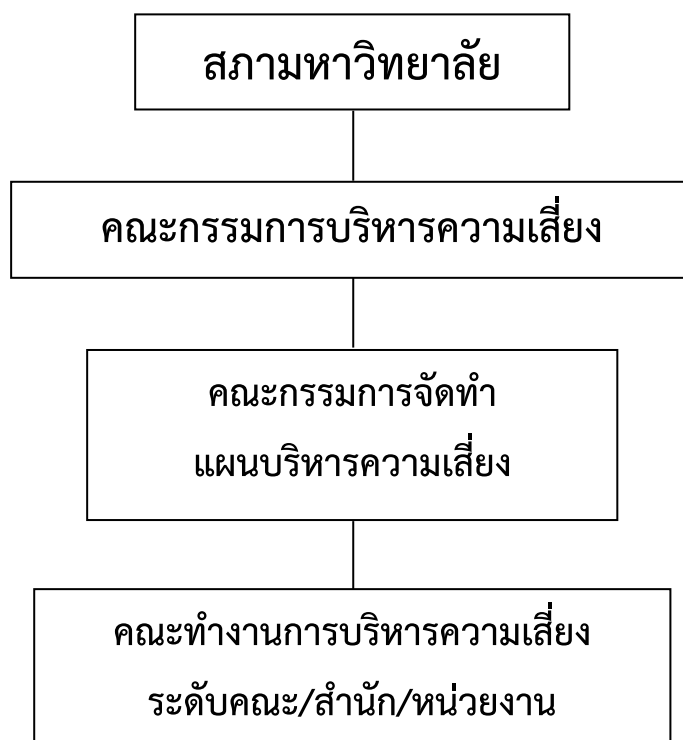 สภามหาวิทยาลัย
คณะกรรมการบริหารความเสี่ยง
คณะกรรมการจัดทำ
แผนบริหารความเสี่ยง
คณะทำงานการบริหารความเสี่ยง
ระดับคณะ/สำนัก/หน่วยงาน